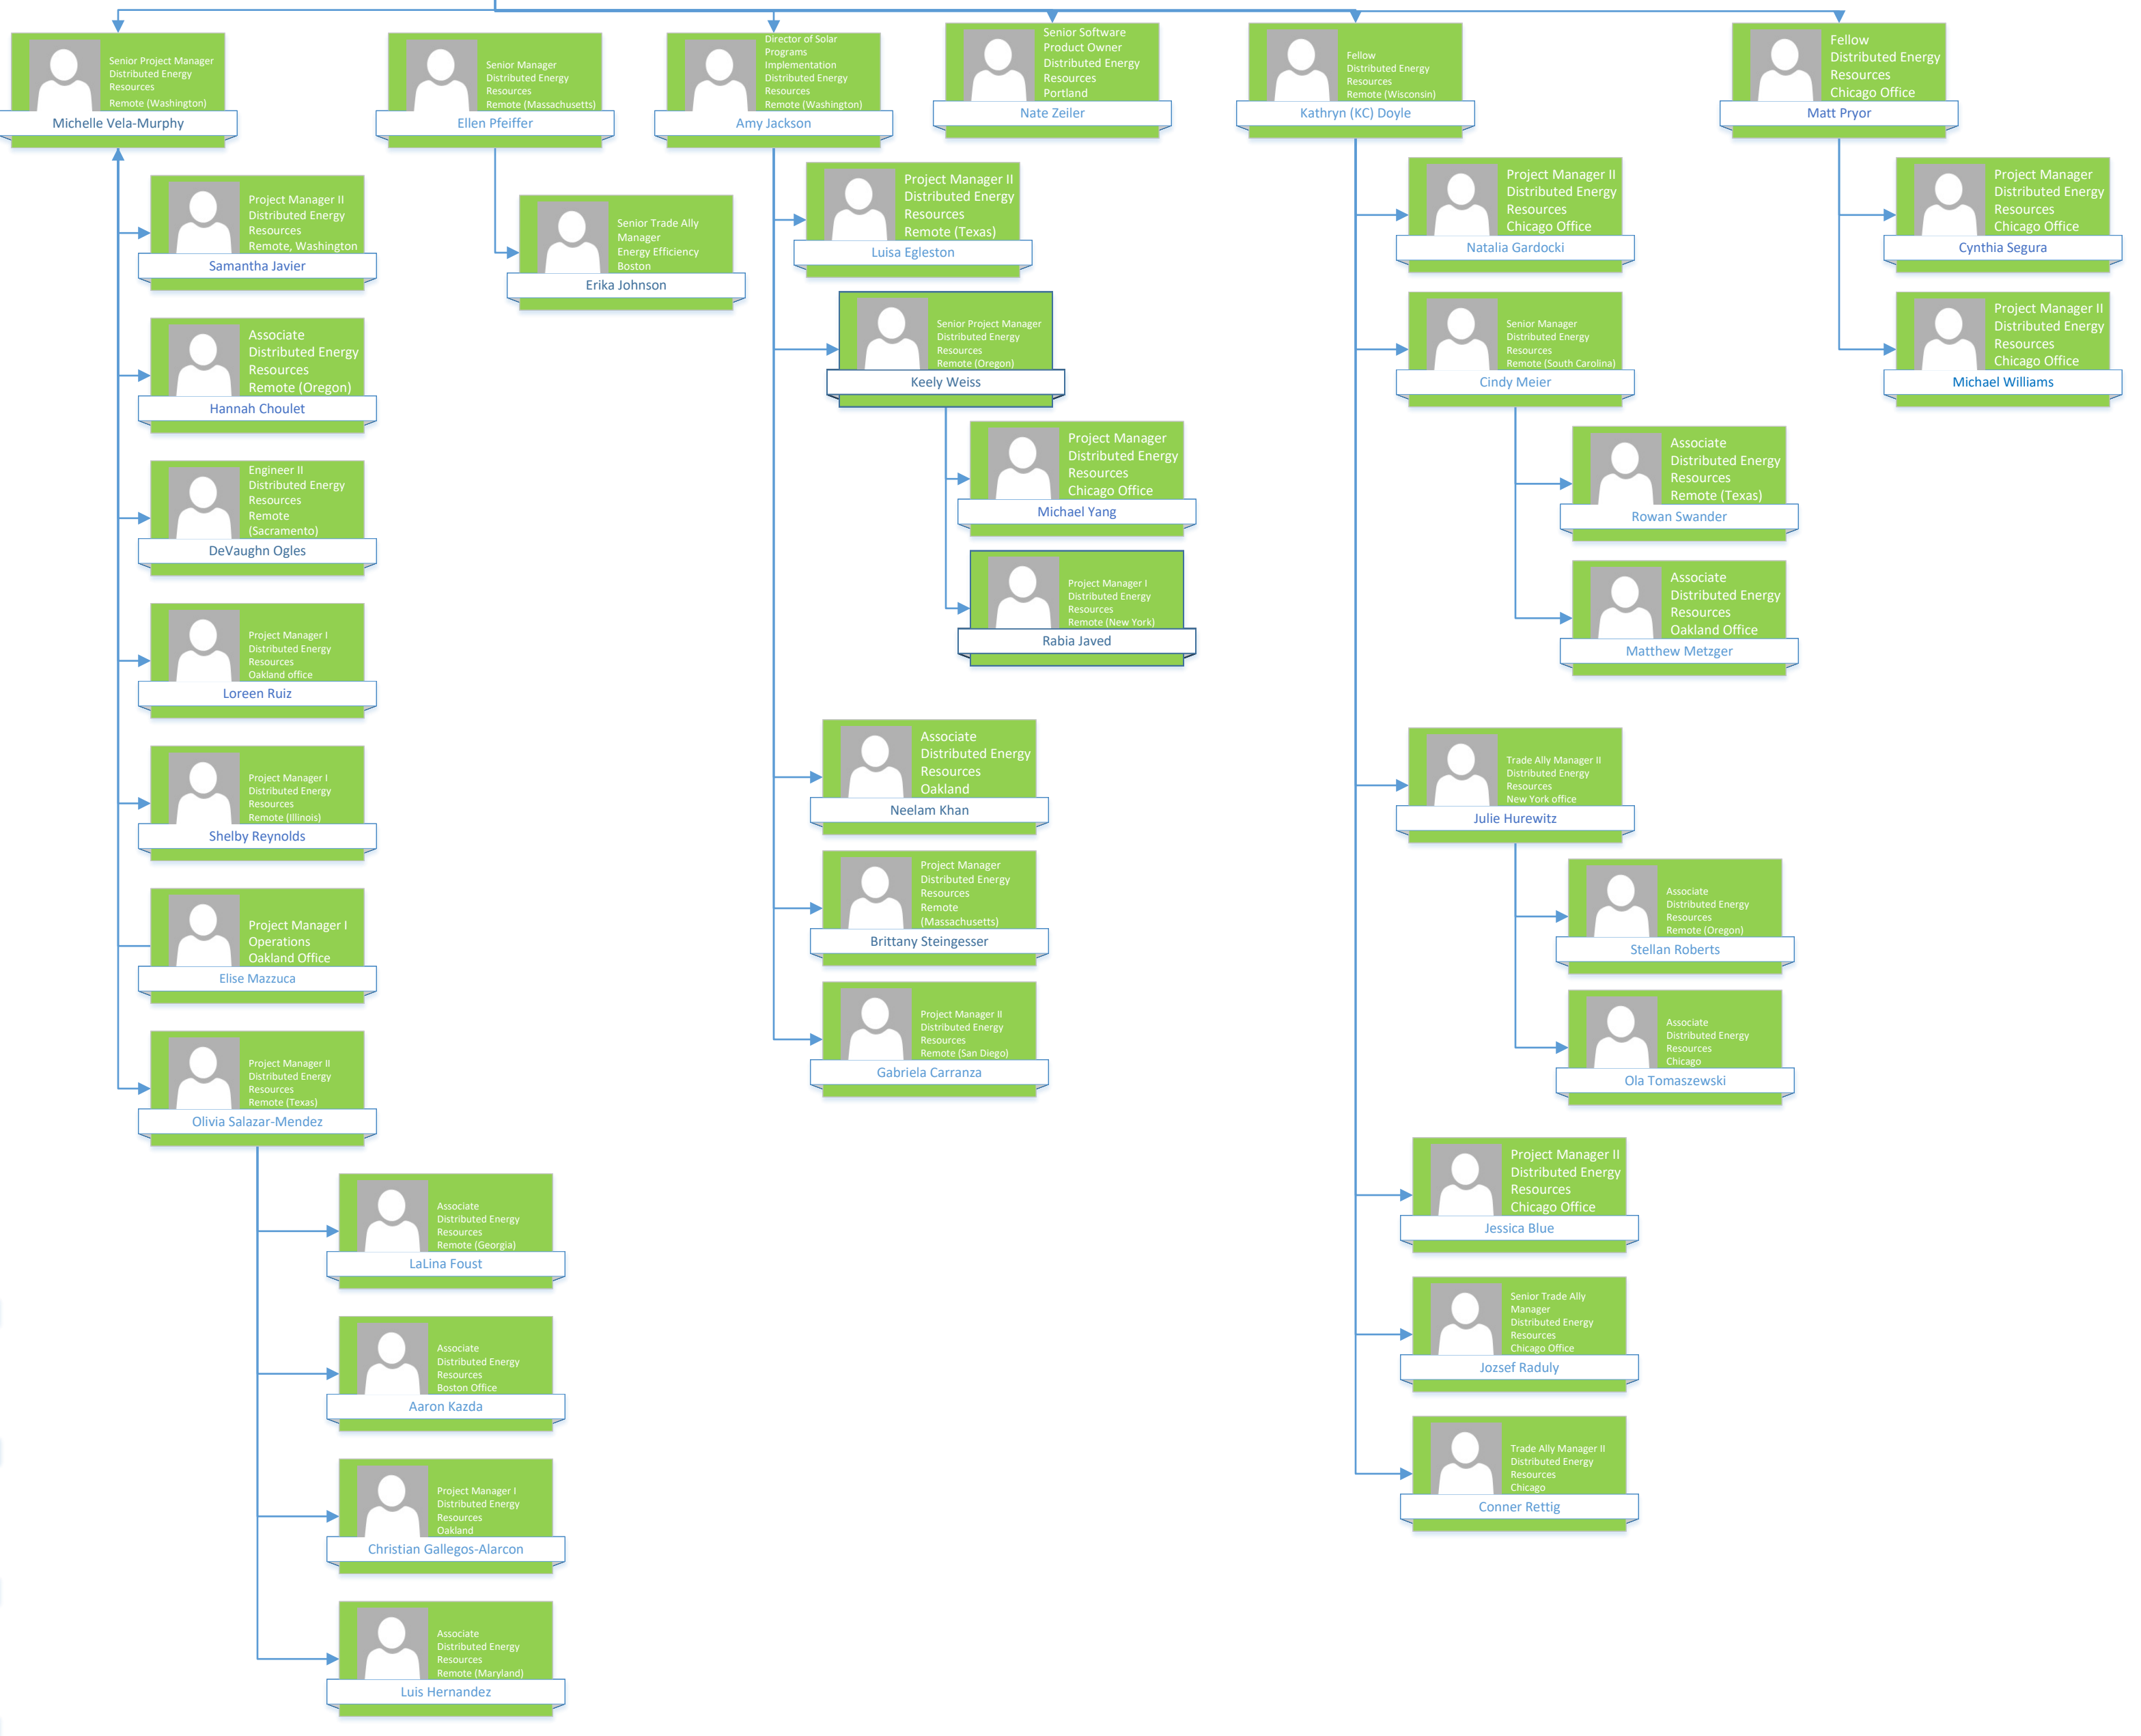 Senior Project Manager
Distributed Energy
Resources
Remote (Washington)
Michelle Vela-Murphy
Senior Manager
Distributed Energy
Resources
Remote (Massachusetts)
Ellen Pfeiffer
Director of Solar
Programs
Implementation
Distributed Energy
Resources
Remote (Washington)
Amy Jackson
Senior Software
Product Owner
Distributed Energy
Resources
Portland
Nate Zeiler
Fellow
Distributed Energy
Resources
Remote (Wisconsin)
Kathryn (KC) Doyle
Fellow
Distributed Energy
Resources
Chicago Office
Matt Pryor
Project Manager II
Distributed Energy
Resources
Remote, Washington
Samantha Javier
Associate
Distributed Energy
Resources
Remote (Oregon)
Hannah Choulet
Engineer II
Distributed Energy
Resources
Remote
(Sacramento)
DeVaughn Ogles
Project Manager I
Distributed Energy
Resources
Oakland office
Loreen Ruiz
Project Manager I
Distributed Energy
Resources
Remote (Illinois)
Shelby Reynolds
Project Manager I
Operations
Oakland Office
Elise Mazzuca
Project Manager II
Distributed Energy
Resources
Remote (Texas)
Olivia Salazar-Mendez
Associate
Distributed Energy
Resources
Remote (Georgia)
LaLina Foust
Associate
Distributed Energy
Resources
Boston Office
Aaron Kazda
Project Manager I
Distributed Energy
Resources
Oakland
Christian Gallegos-Alarcon
Associate
Distributed Energy
Resources
Remote (Maryland)
Luis Hernandez
Senior Trade Ally
Manager
Energy Efficiency
Boston
Erika Johnson
Project Manager II
Distributed Energy
Resources
Remote (Texas)
Luisa Egleston
Senior Project Manager
Distributed Energy
Resources
Remote (Oregon)
Keely Weiss
Project Manager
Distributed Energy
Resources
Chicago Office
Michael Yang
Project Manager I
Distributed Energy
Resources
Remote (New York)
Rabia Javed
Associate
Distributed Energy
Resources
Oakland
Neelam Khan
Project Manager
Distributed Energy
Resources
Remote
(Massachusetts)
Brittany Steingesser
Project Manager II
Distributed Energy
Resources
Remote (San Diego)
Gabriela Carranza
Project Manager II
Distributed Energy
Resources
Chicago Office
Natalia Gardocki
Senior Manager
Distributed Energy
Resources
Remote (South Carolina)
Cindy Meier
Associate
Distributed Energy
Resources
Remote (Texas)
Rowan Swander
Associate
Distributed Energy
Resources
Oakland Office
Matthew Metzger
Trade Ally Manager II
Distributed Energy
Resources
New York office
Julie Hurewitz
Associate
Distributed Energy
Resources
Remote (Oregon)
Stellan Roberts
Associate
Distributed Energy
Resources
Chicago
Ola Tomaszewski
Project Manager II
Distributed Energy
Resources
Chicago Office
Jessica Blue
Senior Trade Ally
Manager
Distributed Energy
Resources
Chicago Office
Jozsef Raduly
Trade Ally Manager II
Distributed Energy
Resources
Chicago
Conner Rettig
Project Manager
Distributed Energy
Resources
Chicago Office
Cynthia Segura
Project Manager II
Distributed Energy
Resources
Chicago Office
Michael Williams